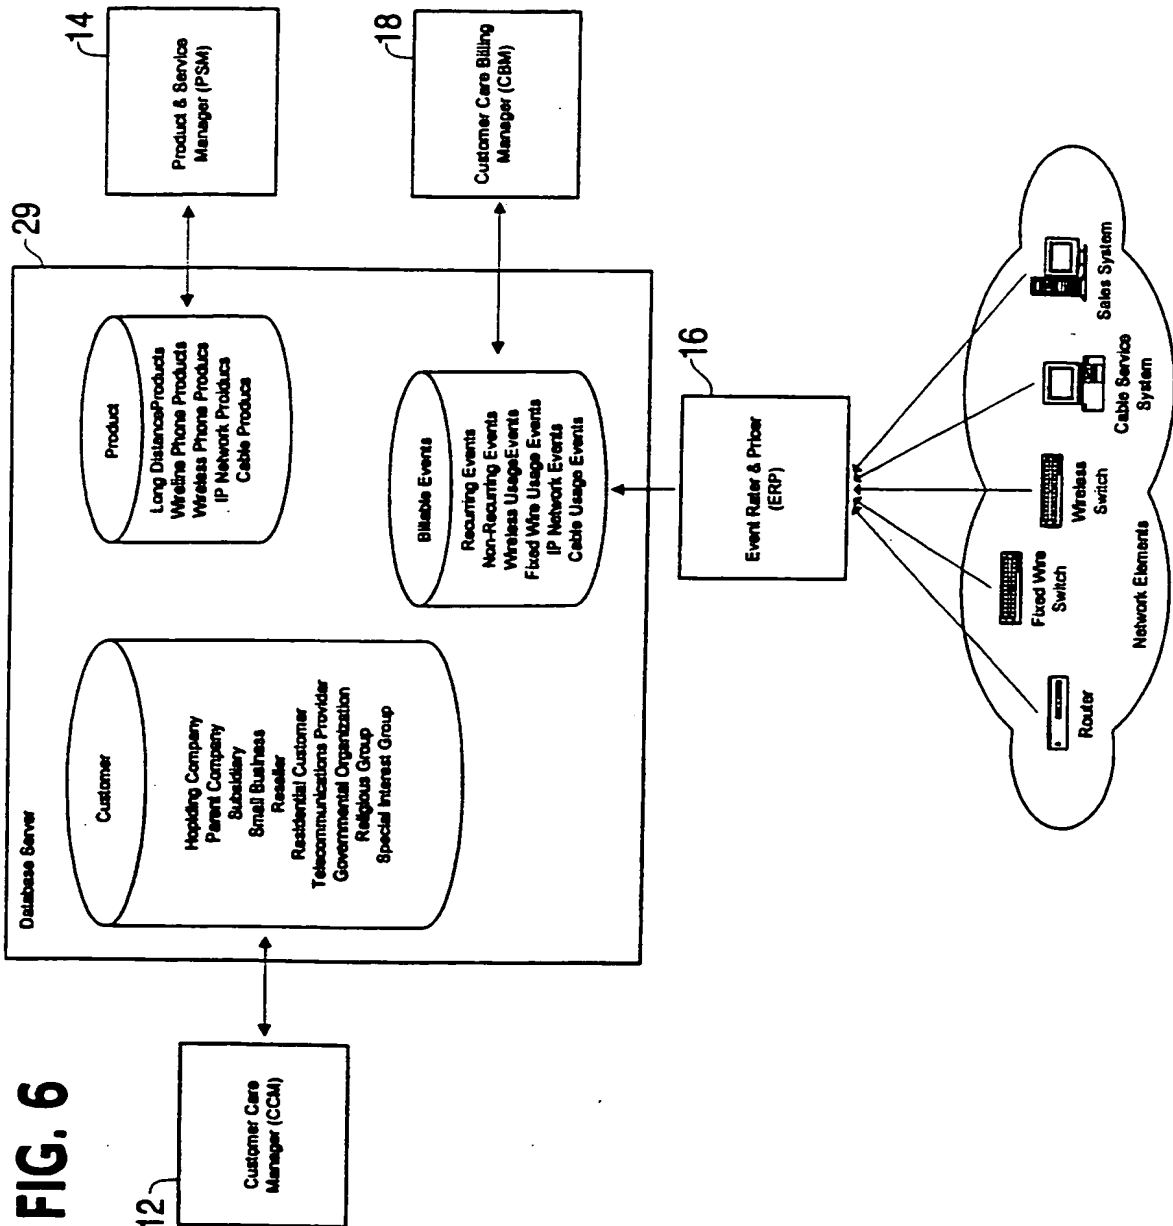 FIG. 6
12
Customer Care
Manager (CCM)
29
Database Server
Customer
Hoplding Company
Parent Company
Subsidiary
Small Business
Reseller
Residential Customer
Telecommunications Provider
Governmental Organization
Religious Group
Special Interest Group
Product
Long DistanceProducts
Wireline Phone Products
Wireless Phone Producs
IP Network Proiducs
Cable Producs
Billable Events
Recurring Events
Non-Recurring Events
Wireless UsageEvents
Fixed Wire Usage Events
IP Network Events
Cable Usage Events
14
Product & Service
Manager (PSM)
18
Customer Care Billing
Manager (CBM)
16
Event Rater & Pricer
(ERP)
Router
Fixed Wire
Switch
Wireless
Switch
Cable Service
System
Sales System
Network Elements